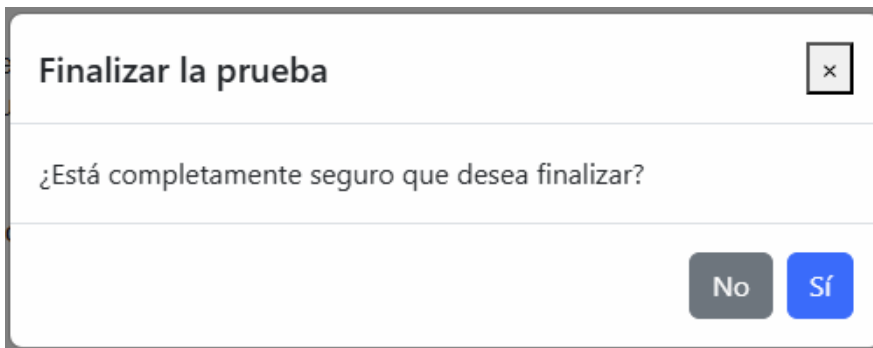 Finalizar la prueba
×
¿Está completamente seguro que desea finalizar?
No
Sí